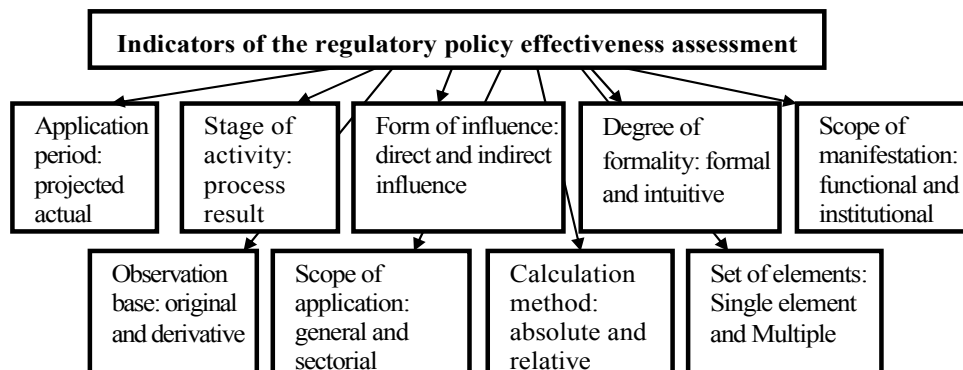 Indicators of the regulatory policy effectiveness assessment
Application
period:
projected
actual
Stage of
activity:
process
result
Form of influence:
direct and indirect
influence
Degree of
formality: formal
and intuitive
Scope of
manifestation:
functional and
institutional
Observation
base: original
and derivative
Scope of
application:
general and
sectorial
Calculation
method:
absolute and
relative
Set of elements:
Single element
and Multiple